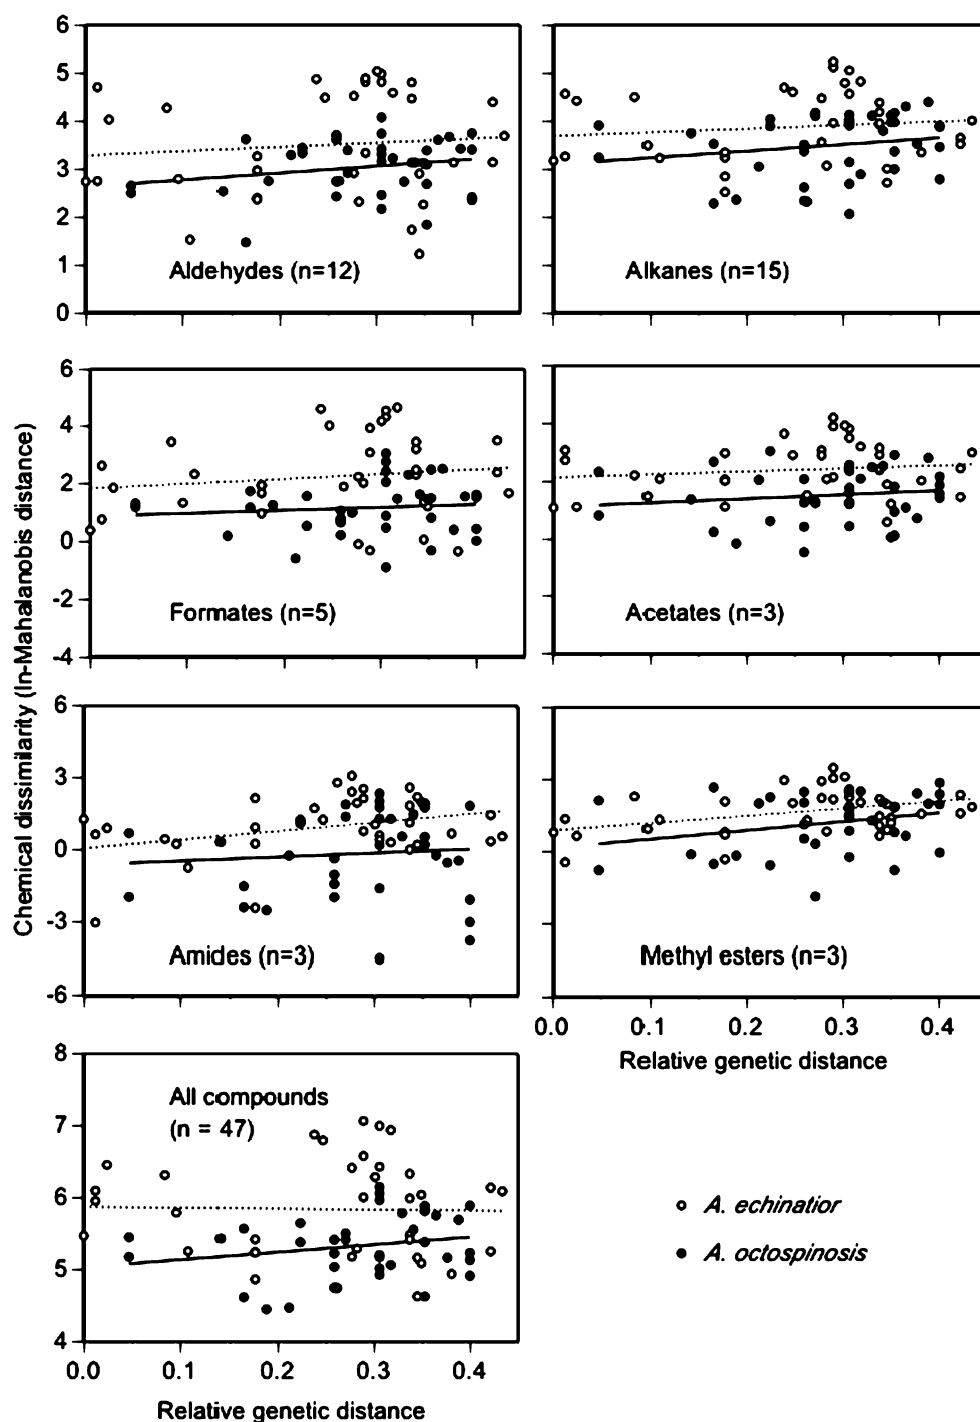 Chemical dissimilarity (ln-Mahalanobis distance)
6
5
4
3
2
1
0
Aldehydes (n=12)
Alkanes (n=15)
6
4
2
0
-2
-4
Formates (n=5)
Acetates (n=3)
6
3
0
-3
-6
Amides (n=3)
Methyl esters (n=3)
0.0 0.1 0.2 0.3 0.4
Relative genetic distance
8
7
6
5
4
All compounds
(n = 47)
0.0 0.1 0.2 0.3 0.4
Relative genetic distance
A. echinatior
A. octospinosis